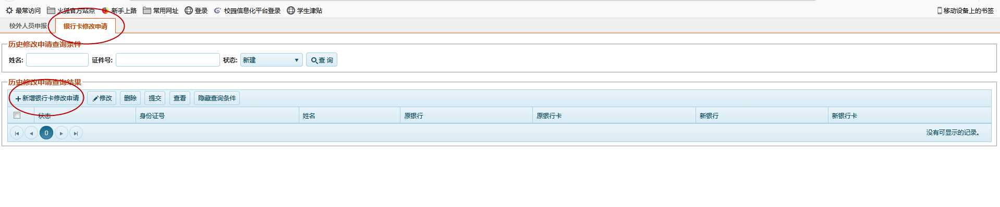 最常访问 火狐官方站点 新手上路 常用网址 登录 校园信息化平台登录 学生津贴 移动设备上的书签
校外人员申报 银行卡修改申请
历史修改申请查询条件
姓名: 证件号: 状态: 新建 查 询
历史修改申请查询结果
新增银行卡修改申请 修改 删除 提交 查看 隐藏查询条件
状态 身份证号 姓名 原银行 原银行卡 新银行 新银行卡
0 没有可显示的记录。